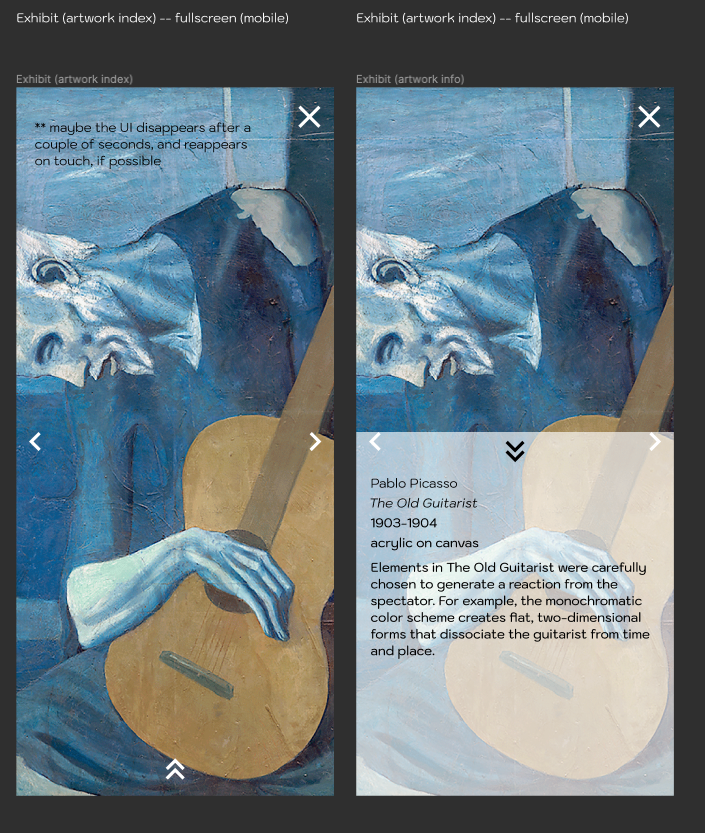 Exhibit (artwork index) -- fullscreen (mobile)
Exhibit (artwork index)
** maybe the UI disappears after a
couple of seconds, and reappears
on touch, if possible
Exhibit (artwork index) -- fullscreen (mobile)
Exhibit (artwork info)
Pablo Picasso
The Old Guitarist
1903-1904
acrylic on canvas
Elements in The Old Guitarist were carefully
chosen to generate a reaction from the
spectator. For example, the monochromatic
color scheme creates flat, two-dimensional
forms that dissociate the guitarist from time
and place.